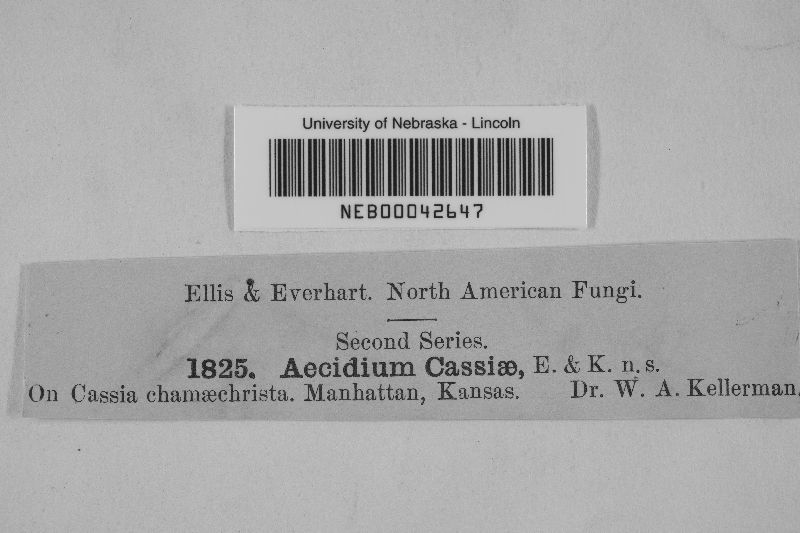 University of Nebraska - Lincoln
NEB00042647
Ellis & Everhart. North American Fungi.
Second Series.
1825. Aecidium Cassiæ, E. & K. n. s.
On Cassia chamæchrista. Manhattan, Kansas. Dr. W. A. Kellerman.